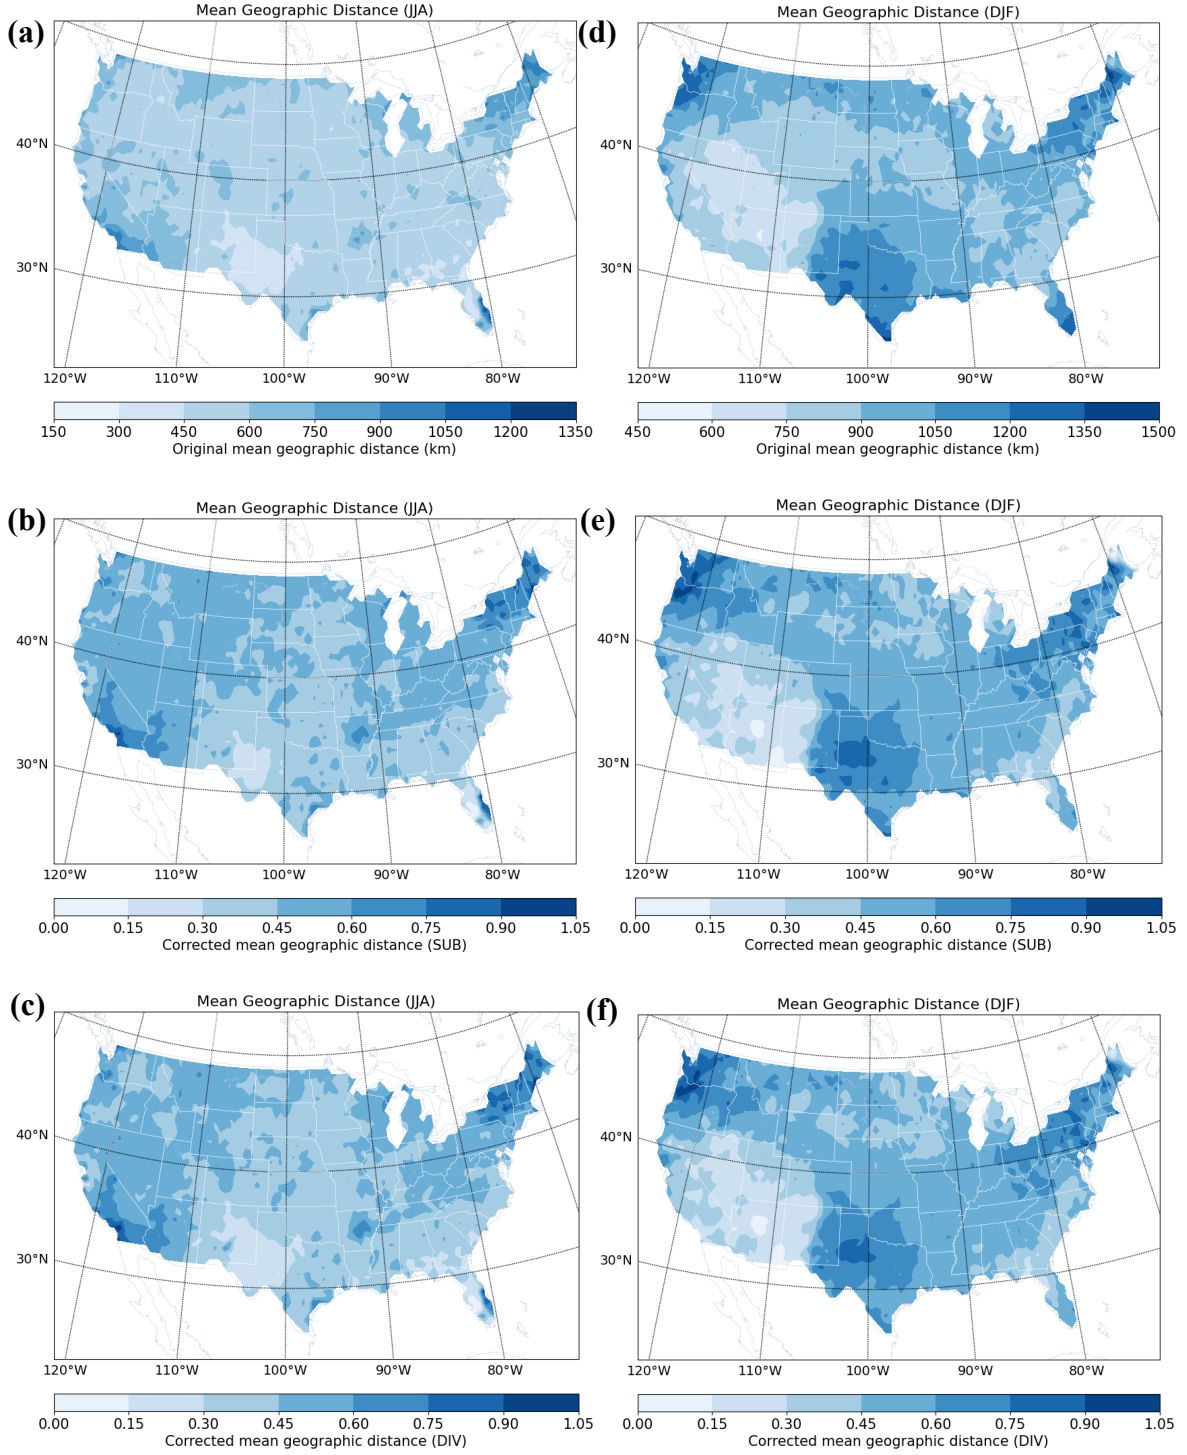 (a)
Mean Geographic Distance (JJA)
40°N
30°N
120°W 110°W 100°W 90°W 80°W
150 300 450 600 750 900 1050 1200 1350
Original mean geographic distance (km)
(d)
Mean Geographic Distance (DJF)
40°N
30°N
120°W 110°W 100°W 90°W 80°W
450 600 750 900 1050 1200 1350 1500
Original mean geographic distance (km)
(b)
Mean Geographic Distance (JJA)
40°N
30°N
120°W 110°W 100°W 90°W 80°W
0.00 0.15 0.30 0.45 0.60 0.75 0.90 1.05
Corrected mean geographic distance (SUB)
(e)
Mean Geographic Distance (DJF)
40°N
30°N
120°W 110°W 100°W 90°W 80°W
0.00 0.15 0.30 0.45 0.60 0.75 0.90 1.05
Corrected mean geographic distance (SUB)
(c)
Mean Geographic Distance (JJA)
40°N
30°N
120°W 110°W 100°W 90°W 80°W
0.00 0.15 0.30 0.45 0.60 0.75 0.90 1.05
Corrected mean geographic distance (DIV)
(f)
Mean Geographic Distance (DJF)
40°N
30°N
120°W 110°W 100°W 90°W 80°W
0.00 0.15 0.30 0.45 0.60 0.75 0.90 1.05
Corrected mean geographic distance (DIV)